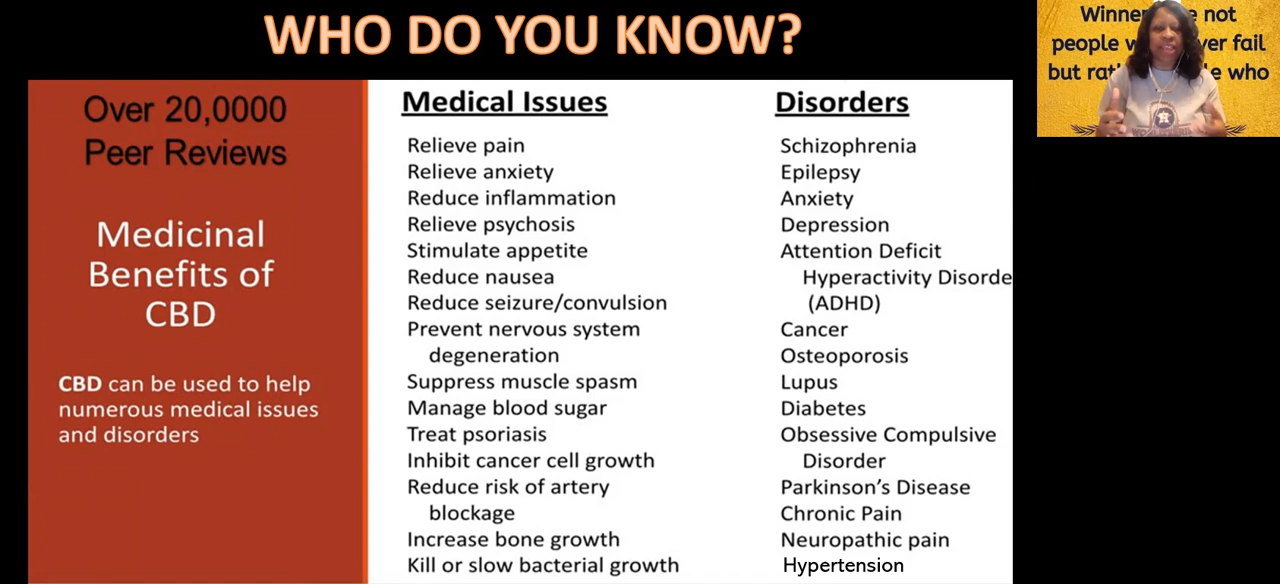 WHO DO YOU KNOW?
Over 20,0000
Peer Reviews
Medicinal
Benefits of
CBD
CBD can be used to help
numerous medical issues
and disorders
Medical Issues
Relieve pain
Relieve anxiety
Reduce inflammation
Relieve psychosis
Stimulate appetite
Reduce nausea
Reduce seizure/convulsion
Prevent nervous system
degeneration
Suppress muscle spasm
Manage blood sugar
Treat psoriasis
Inhibit cancer cell growth
Reduce risk of artery
blockage
Increase bone growth
Kill or slow bacterial growth
Disorders
Schizophrenia
Epilepsy
Anxiety
Depression
Attention Deficit
Hyperactivity Disorde
(ADHD)
Cancer
Osteoporosis
Lupus
Diabetes
Obsessive Compulsive
Disorder
Parkinson’s Disease
Chronic Pain
Neuropathic pain
Hypertension
not
people fail
but who